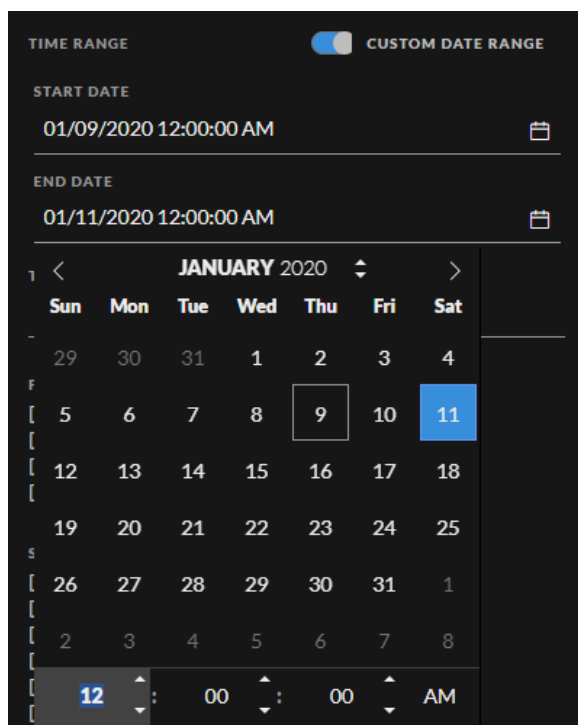 TIME RANGE CUSTOM DATE RANGE
START DATE
01/09/2020 12:00:00 AM
END DATE
01/11/2020 12:00:00 AM
JANUARY 2020
Sun Mon Tue Wed Thu Fri Sat
29 30 31 1 2 3 4
5 6 7 8 9 10 11
12 13 14 15 16 17 18
19 20 21 22 23 24 25
26 27 28 29 30 31 1
2 3 4 5 6 7 8
12 : 00 : 00 AM